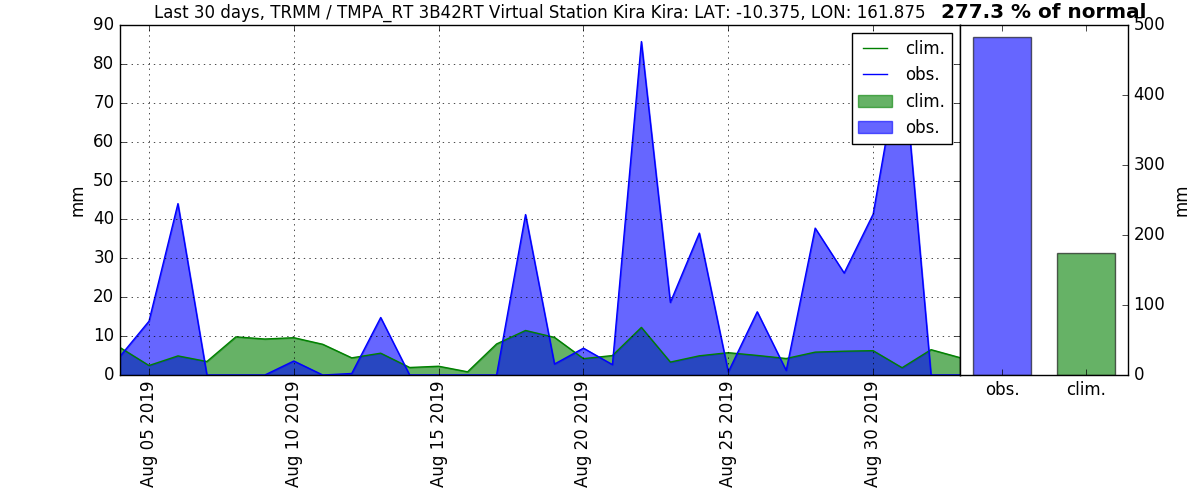 Last 30 days, TRMM / TMPA_RT 3B42RT Virtual Station Kira Kira: LAT: -10.375, LON: 161.875 277.3 % of normal
90
80
70
60
50
40
30
20
10
0
mm
clim.
obs.
clim.
obs.
Aug 05 2019
Aug 10 2019
Aug 15 2019
Aug 20 2019
Aug 25 2019
Aug 30 2019
500
400
300
200
100
0
mm
obs.
clim.